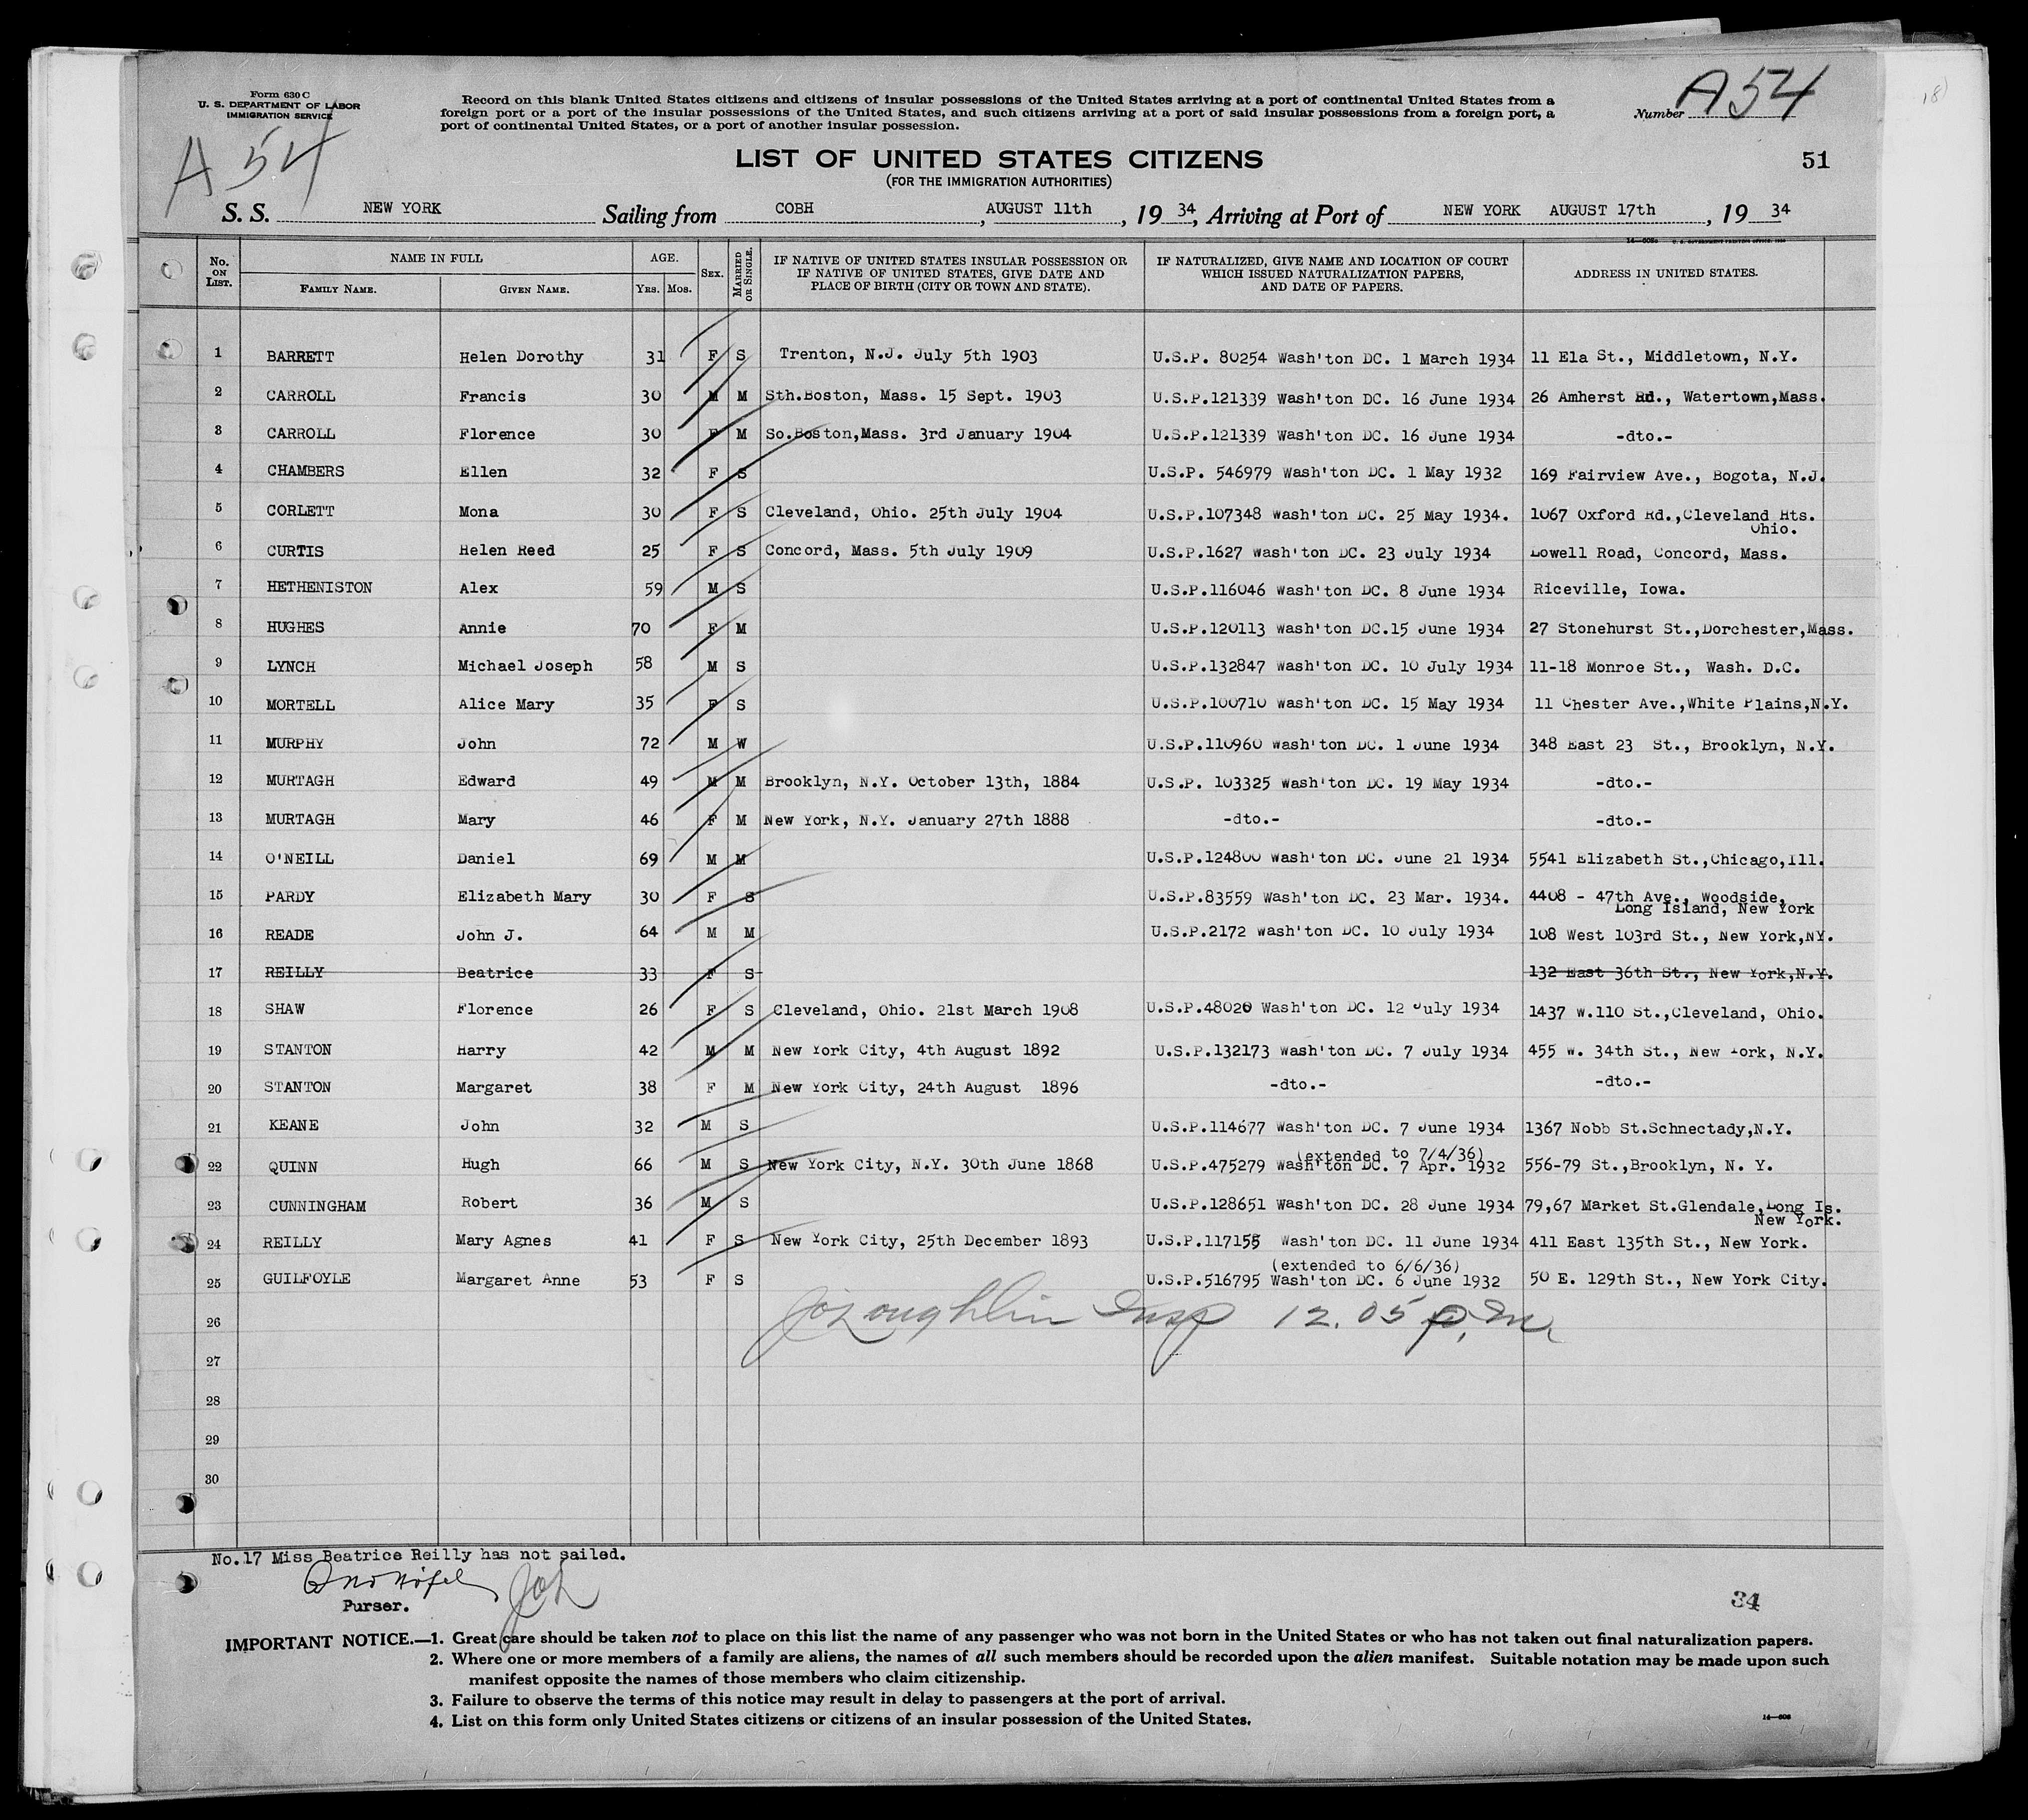 Form 630 C
U. S. DEPARTMENT OF LABOR
IMMIGRATION SERVICE
A 54
Record on this blank United States citizens and citizens of insular possessions of the United States arriving at a port of continental United States from a
foreign port or a port of the insular possessions of the United States, and such citizens arriving at a port of said insular possessions from a foreign port, a
port of continental United States, or a port of another insular possession.
Number A54
18)
LIST OF UNITED STATES CITIZENS
(FOR THE IMMIGRATION AUTHORITIES)
51
S. S. NEW YORK Sailing from COBH, AUGUST 11th, 19 34, Arriving at Port of NEW YORK AUGUST 17th, 19 34
No. ON LIST. NAME IN FULL FAMILY NAME. GIVEN NAME. AGE. YRS. MOS. SEX. MARRIED OR SINGLE. IF NATIVE OF UNITED STATES INSULAR POSSESSION OR IF NATIVE OF UNITED STATES, GIVE DATE AND PLACE OF BIRTH (CITY OR TOWN AND STATE). IF NATURALIZED, GIVE NAME AND LOCATION OF COURT WHICH ISSUED NATURALIZATION PAPERS, AND DATE OF PAPERS. ADDRESS IN UNITED STATES.
1 BARRETT Helen Dorothy 31 F S Trenton, N.J. July 5th 1903 U.S.P. 80254 Wash'ton DC. 1 March 1934 11 Ela St., Middletown, N.Y.
2 CARROLL Francis 30 M M Sth.Boston, Mass. 15 Sept. 1903 U.S.P.121339 Wash'ton DC. 16 June 1934 26 Amherst Rd., Watertown,Mass.
3 CARROLL Florence 30 F M So.Boston,Mass. 3rd January 1904 U.S.P.121339 Wash'ton DC. 16 June 1934 -dto.-
4 CHAMBERS Ellen 32 F S U.S.P. 546979 Wash'ton DC. 1 May 1932 169 Fairview Ave., Bogota, N.J.
5 CORLETT Mona 30 F S Cleveland, Ohio. 25th July 1904 U.S.P.107348 Wash'ton DC. 25 May 1934. 1067 Oxford Rd.,Cleveland Hts.
Ohio.
6 CURTIS Helen Reed 25 F S Concord, Mass. 5th July 1909 U.S.P.1627 Wash'ton DC. 23 July 1934 Lowell Road, Concord, Mass.
7 HETHENISTON Alex 59 M S U.S.P.116046 Wash'ton DC. 8 June 1934 Riceville, Iowa.
8 HUGHES Annie 70 F M U.S.P.120113 Wash'ton DC.15 June 1934 27 Stonehurst St.,Dorchester,Mass.
9 LYNCH Michael Joseph 58 M S U.S.P.132847 Wash'ton DC. 10 July 1934 11-18 Monroe St., Wash. D.C.
10 MORTELL Alice Mary 35 F S U.S.P.100710 Wash'ton DC. 15 May 1934 11 Chester Ave.,White Plains,N.Y.
11 MURPHY John 72 M W U.S.P.110960 Wash'ton DC. 1 June 1934 348 East 23 St., Brooklyn, N.Y.
12 MURTAGH Edward 49 M M Brooklyn, N.Y. October 13th, 1884 U.S.P. 103325 Wash'ton DC. 19 May 1934 -dto.-
13 MURTAGH Mary 46 F M New York, N.Y. January 27th 1888 -dto.- -dto.-
14 O'NEILL Daniel 69 M M U.S.P.124800 Wash'ton DC. June 21 1934 5541 Elizabeth St.,Chicago,Ill.
15 PARDY Elizabeth Mary 30 F S U.S.P.83559 Wash'ton DC. 23 Mar. 1934. 4408 - 47th Ave., Woodside,
Long Island, New York
16 READE John J. 64 M M U.S.P.2172 Wash'ton DC. 10 July 1934 108 West 103rd St., New York,NY.
17 REILLY Beatrice 33 F S 132 East 36th St., New York,N.Y.
18 SHAW Florence 26 F S Cleveland, Ohio. 21st March 1908 U.S.P.48020 Wash'ton DC. 12 July 1934 1437 W.110 St.,Cleveland, Ohio.
19 STANTON Harry 42 M M New York City, 4th August 1892 U.S.P.132173 Wash'ton DC. 7 July 1934 455 W. 34th St., New York, N.Y.
20 STANTON Margaret 38 F M New York City, 24th August 1896 -dto.- -dto.-
21 KEANE John 32 M S U.S.P.114677 Wash'ton DC. 7 June 1934 1367 Nobb St.Schnectady,N.Y.
(extended to 7/4/36)
22 QUINN Hugh 66 M S New York City, N.Y. 30th June 1868 U.S.P.475279 Wash'ton DC. 7 Apr. 1932 556-79 St.,Brooklyn, N. Y.
23 CUNNINGHAM Robert 36 M S U.S.P.128651 Wash'ton DC. 28 June 1934 79,67 Market St.Glendale,Long Is.
New York.
24 REILLY Mary Agnes 41 F S New York City, 25th December 1893 U.S.P.117155 Wash'ton DC. 11 June 1934 411 East 135th St., New York.
(extended to 6/6/36)
25 GUILFOYLE Margaret Anne 53 F S U.S.P.516795 Wash'ton DC. 6 June 1932 50 E. 129th St., New York City.
26 JO'Loughlin Insp 12.05 P.M.
27
28
29
30
No.17 Miss Beatrice Reilly has not sailed.
Purser.
34
IMPORTANT NOTICE.—1. Great care should be taken not to place on this list the name of any passenger who was not born in the United States or who has not taken out final naturalization papers.
2. Where one or more members of a family are aliens, the names of all such members should be recorded upon the alien manifest. Suitable notation may be made upon such
manifest opposite the names of those members who claim citizenship.
3. Failure to observe the terms of this notice may result in delay to passengers at the port of arrival.
4. List on this form only United States citizens or citizens of an insular possession of the United States.